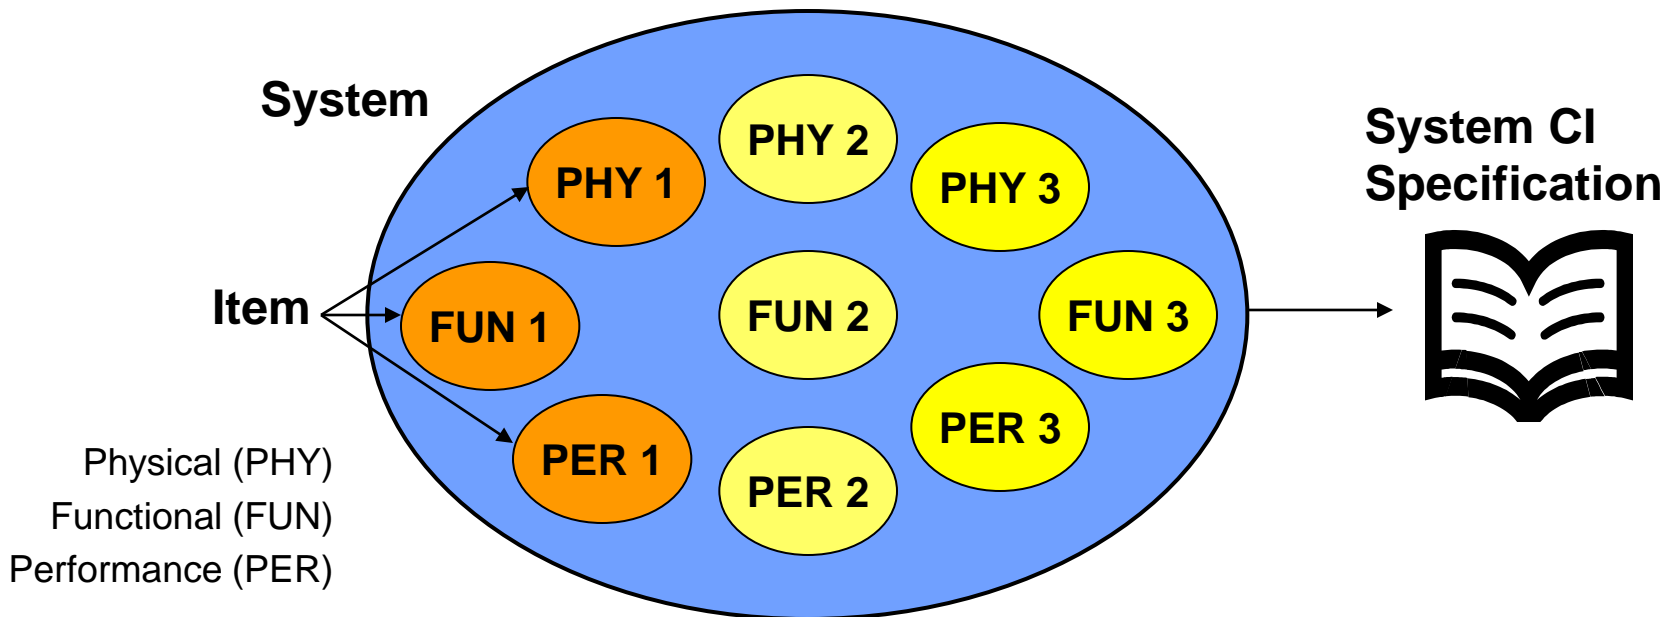 System
PHY 1
PHY 2
PHY 3
System CI
Specification
Item
FUN 1
FUN 2
FUN 3
PER 1
PER 2
PER 3
Physical (PHY)
Functional (FUN)
Performance (PER)